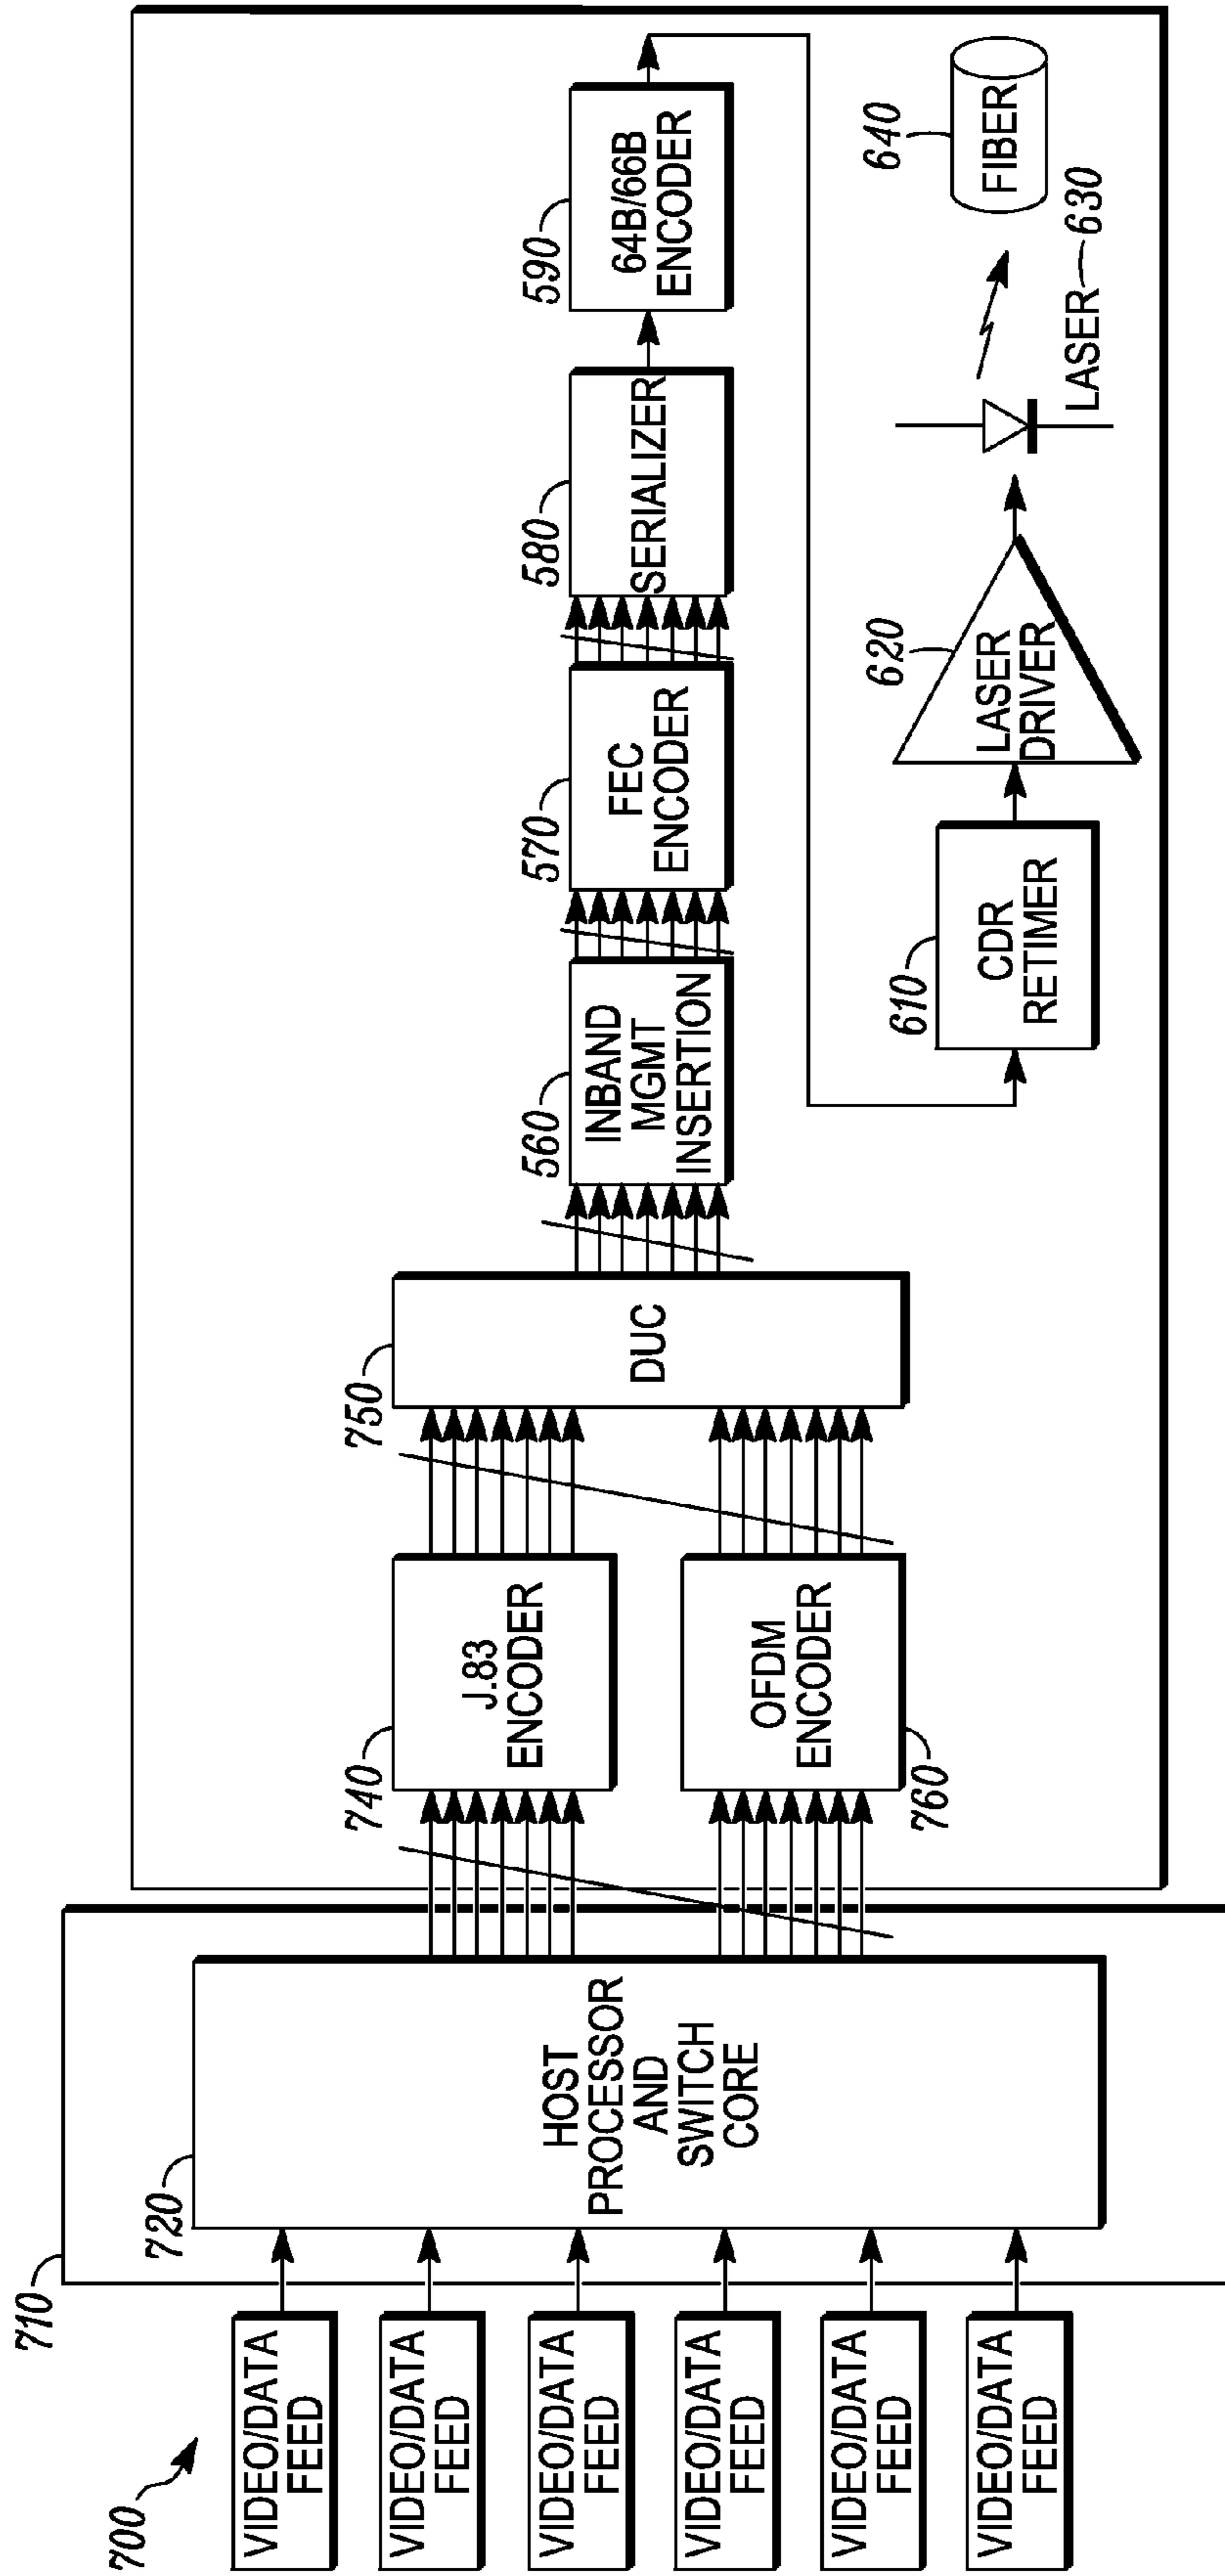 700
VIDEO/DATA
FEED
VIDEO/DATA
FEED
VIDEO/DATA
FEED
VIDEO/DATA
FEED
VIDEO/DATA
FEED
VIDEO/DATA
FEED
710
720
HOST
PROCESSOR
AND
SWITCH
CORE
740
J.83
ENCODER
OFDM
ENCODER
760
750
DUC
560
INBAND
MGMT
INSERTION
570
FEC
ENCODER
580
SERIALIZER
590
64B/66B
ENCODER
610
CDR
RETIMER
620
LASER
DRIVER
LASER
630
640
FIBER